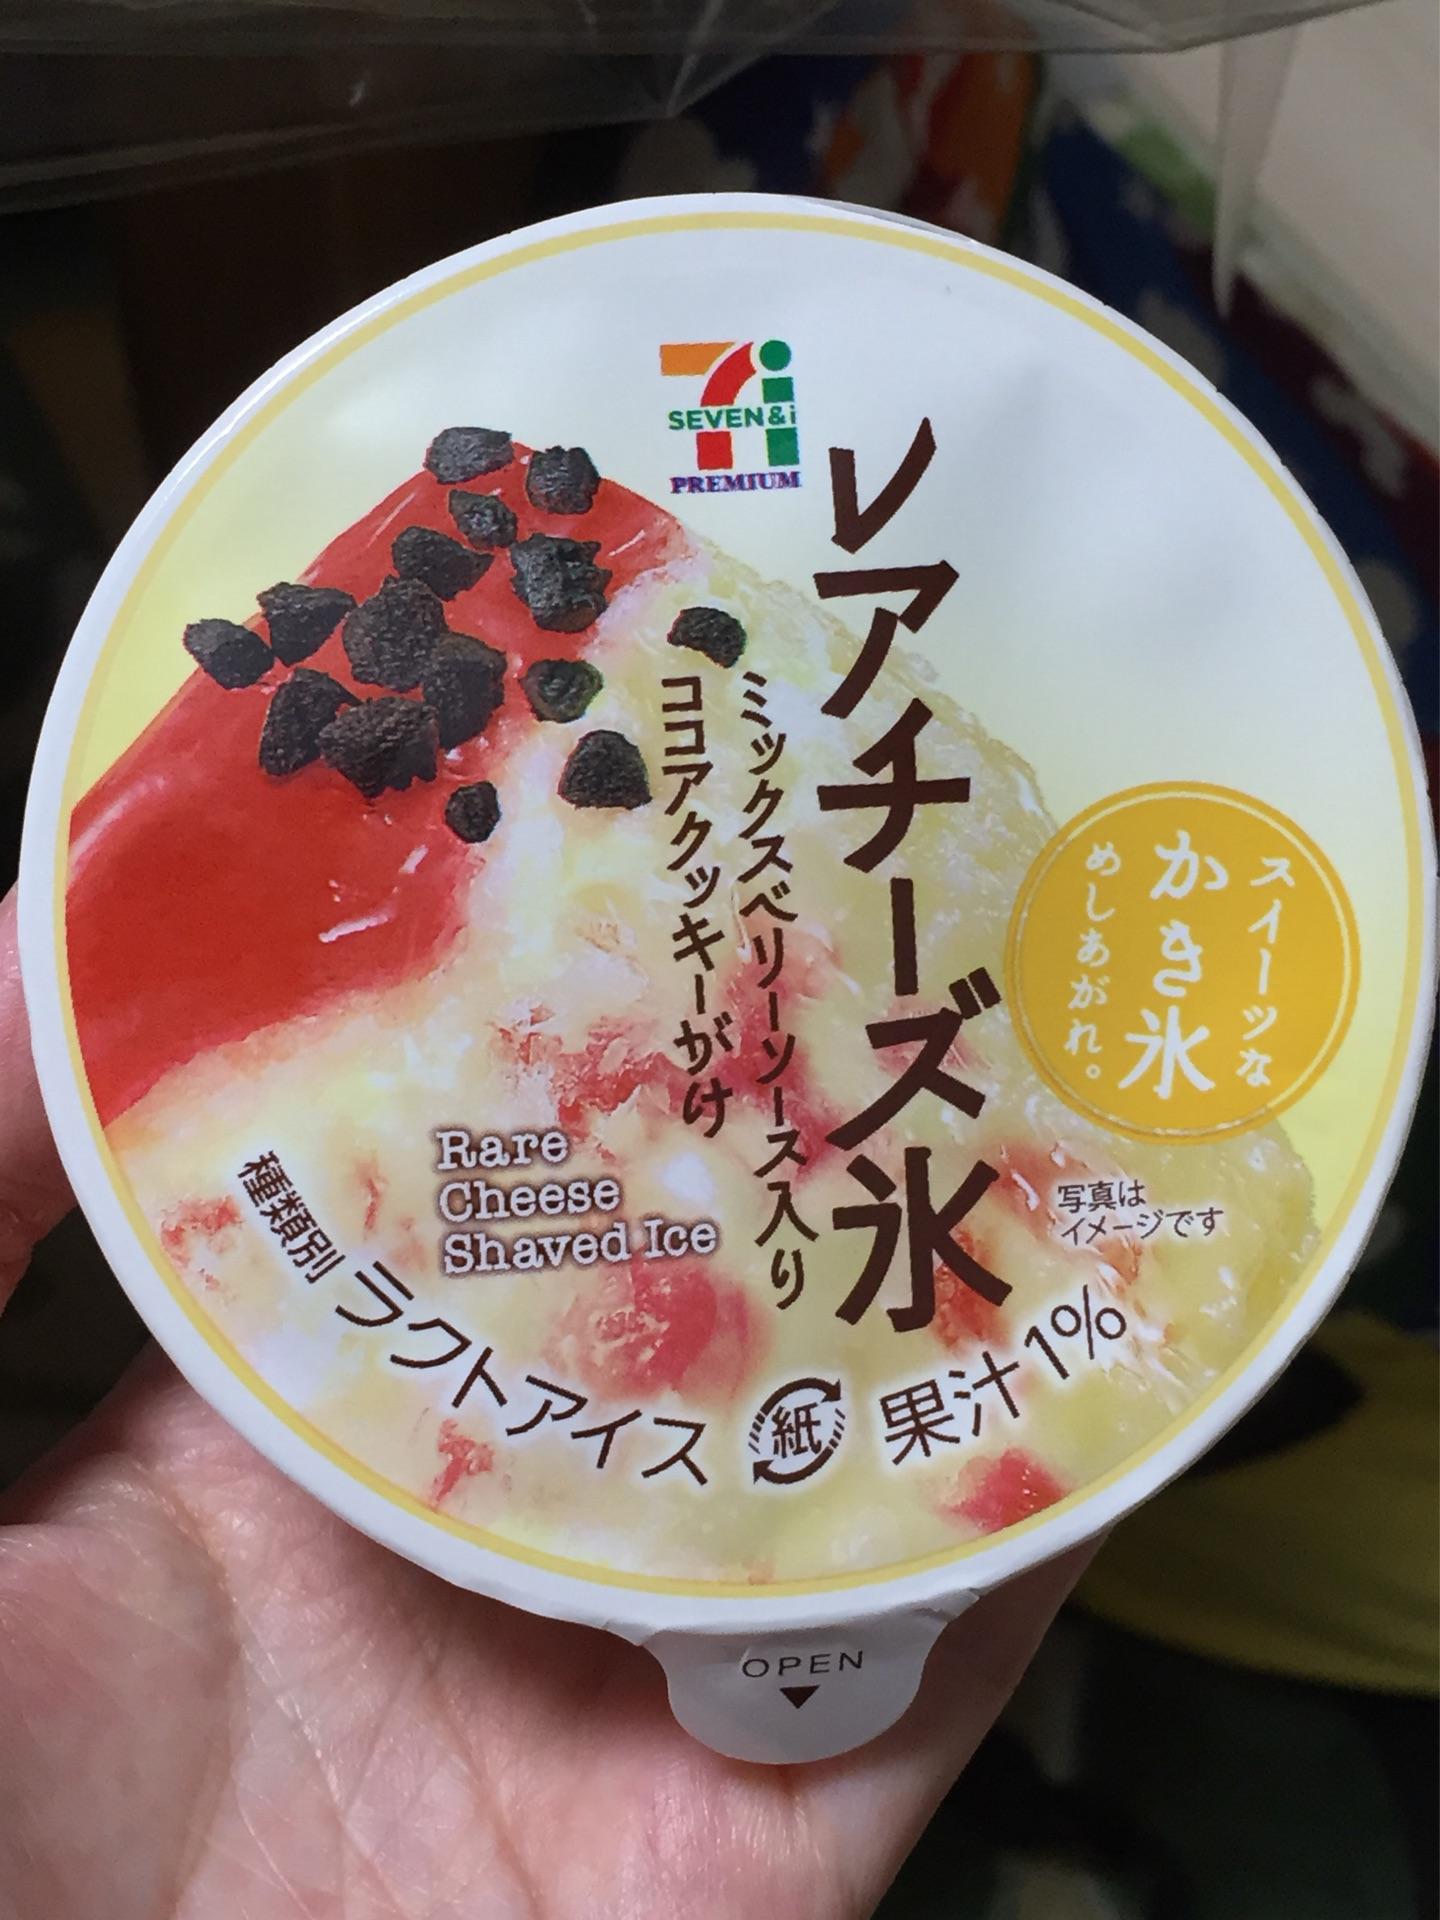 SEVEN&i
PREMIUM
レアチーズ氷
ミックスベリーソース入り
ココアクッキーがけ
スイーツな
かき氷
めしあがれ。
Rare
Cheese
Shaved Ice
写真は
イメージです
種類別 ラクトアイス
紙
果汁1%
OPEN